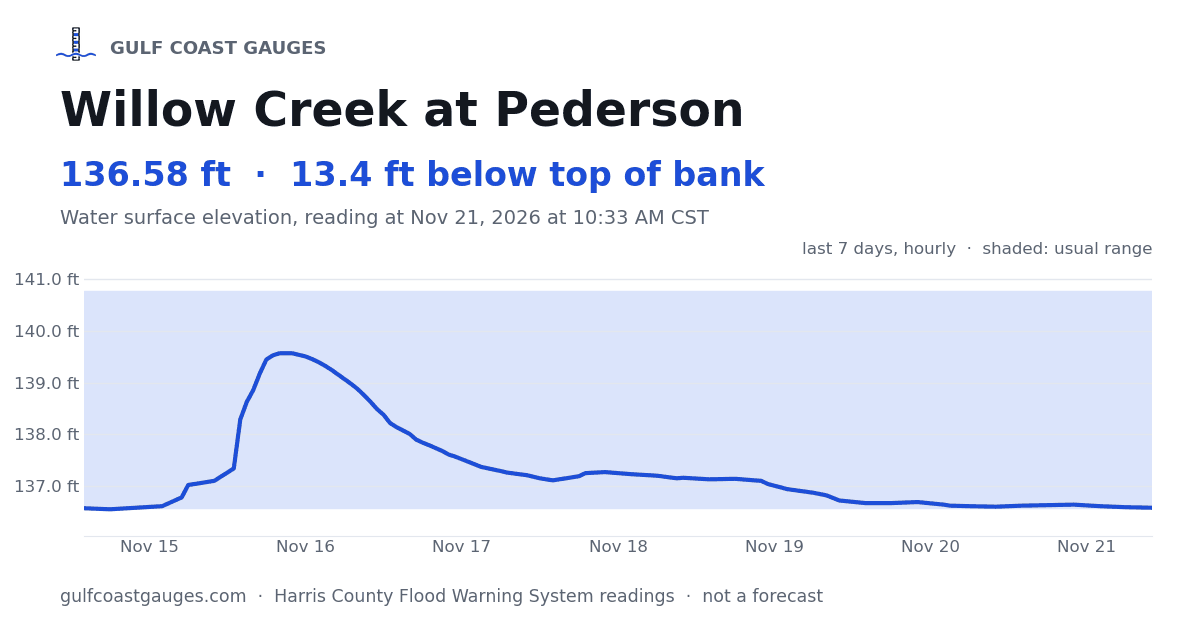 GULF COAST GAUGES
Willow Creek at Pederson
136.58 ft · 13.4 ft below top of bank
Water surface elevation, reading at Nov 21, 2026 at 10:33 AM CST
last 7 days, hourly · shaded: usual range
141.0 ft
140.0 ft
139.0 ft
138.0 ft
137.0 ft
Nov 15 Nov 16 Nov 17 Nov 18 Nov 19 Nov 20 Nov 21
gulfcoastgauges.com · Harris County Flood Warning System readings · not a forecast